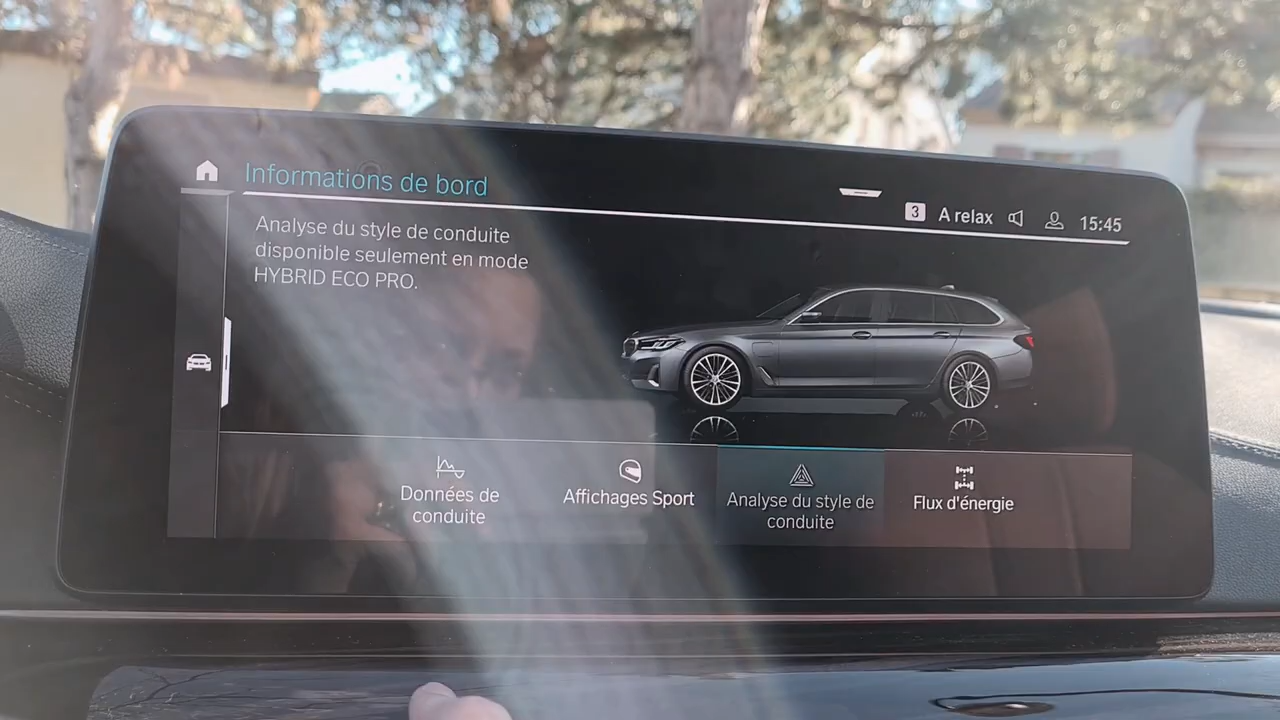 Informations de bord
3 A relax 15:45
Analyse du style de conduite
disponible seulement en mode
HYBRID ECO PRO.
Données de
conduite
Affichages Sport
Analyse du style de
conduite
Flux d'énergie